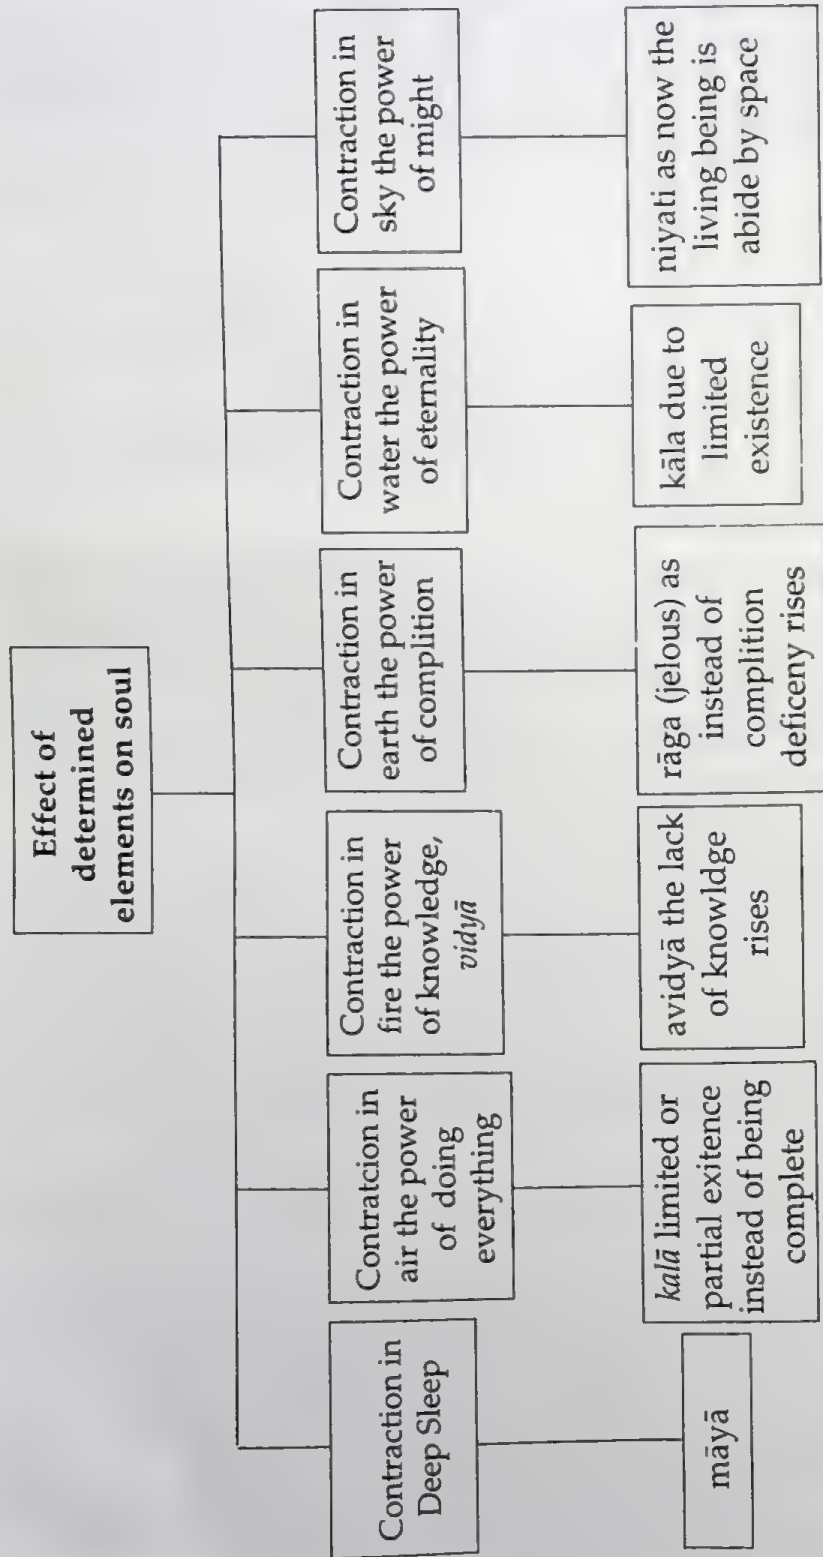 Effect of
determined
elements on soul
Contraction in
Deep Sleep
Contratcion in
air the power
of doing
everything
Contraction in
fire the power
of knowledge,
vidyā
Contraction in
earth the power
of complition
Contraction in
water the power
of eternality
Contraction in
sky the power
of might
māyā
kalā limited or
partial exitence
instead of being
complete
avidyā the lack
of knowldge
rises
rāga (jelous) as
instead of
complition
deficeny rises
kāla due to
limited
existence
niyati as now the
living being is
abide by space